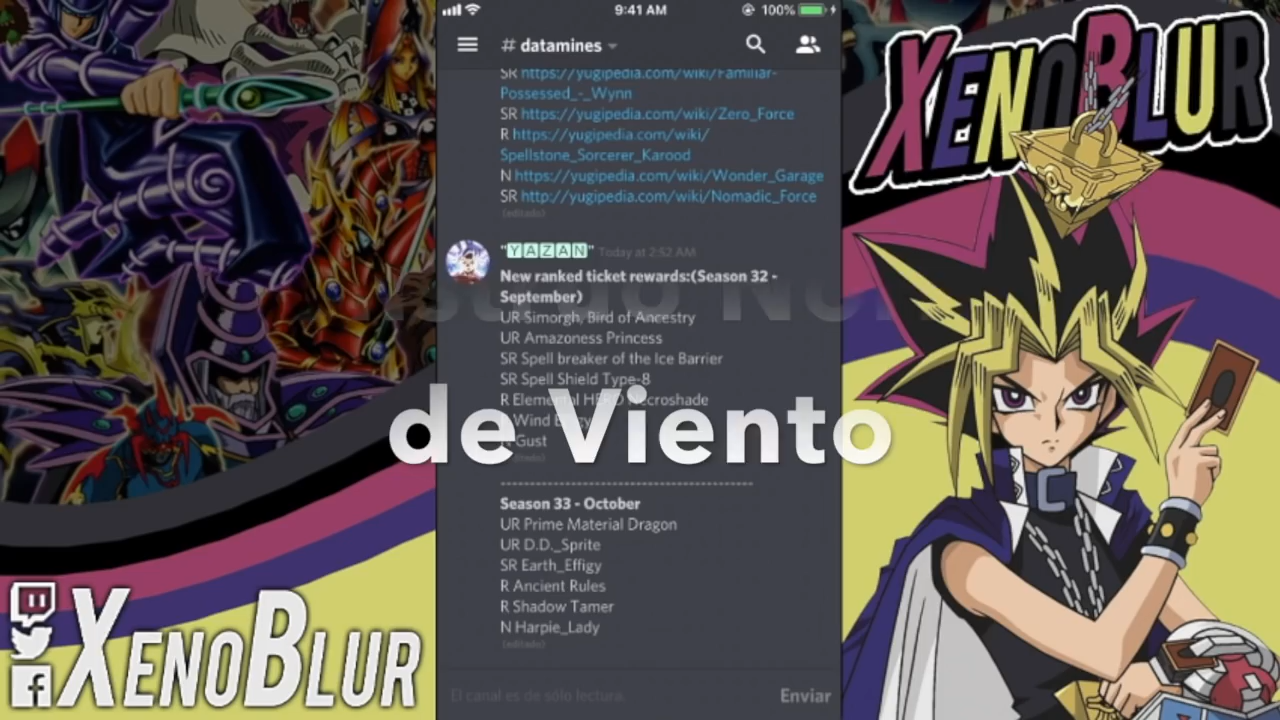 9:41 AM
100%
# datamines
SR https://yugipedia.com/wiki/Familiar-
Possessed_-_Wynn
SR https://yugipedia.com/wiki/Zero_Force
R https://yugipedia.com/wiki/
Spellstone_Sorcerer_Karood
N https://yugipedia.com/wiki/Wonder_Garage
SR http://yugipedia.com/wiki/Nomadic_Force
(editado)
"YAZAN" Today at 2:52 AM
New ranked ticket rewards:(Season 32 -
September)
UR Simorgh, Bird of Ancestry
UR Amazoness Princess
SR Spell breaker of the Ice Barrier
SR Spell Shield Type-8
R Elemental HERO Necroshade
Wind
N Gust
(editado)
de Viento
---------------------------------------------
Season 33 - October
UR Prime Material Dragon
UR D.D._Sprite
SR Earth_Effigy
R Ancient Rules
R Shadow Tamer
N Harpie_Lady
(editado)
El canal es de sólo lectura.
Enviar
XENOBLUR
XENOBLUR